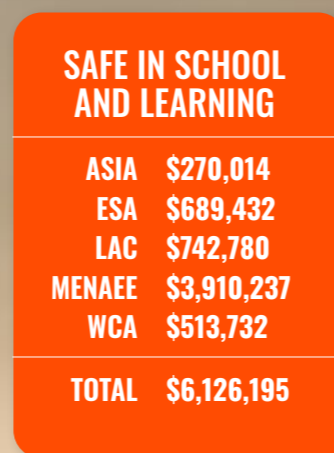 SAFE IN SCHOOL
AND LEARNING
ASIA $270,014
ESA $689,432
LAC $742,780
MENAEE $3,910,237
WCA $513,732
TOTAL $6,126,195